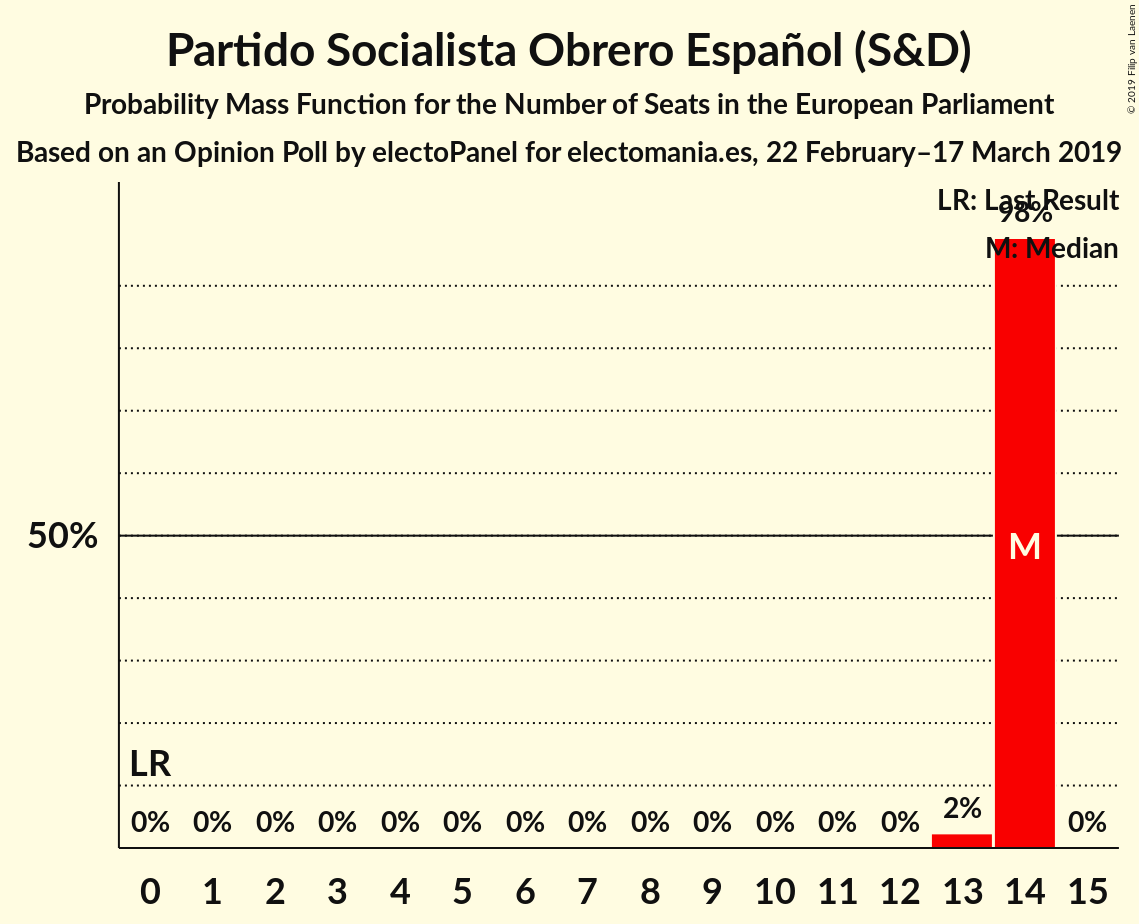 Partido Socialista Obrero Español (S&D)
Probability Mass Function for the Number of Seats in the European Parliament
Based on an Opinion Poll by electoPanel for electomania.es, 22 February–17 March 2019
© 2019 Filip van Laenen
LR: Last Result
98%
M: Median
50%
M
LR
0% 0% 0% 0% 0% 0% 0% 0% 0% 0% 0% 0% 0% 2% 0%
0 1 2 3 4 5 6 7 8 9 10 11 12 13 14 15